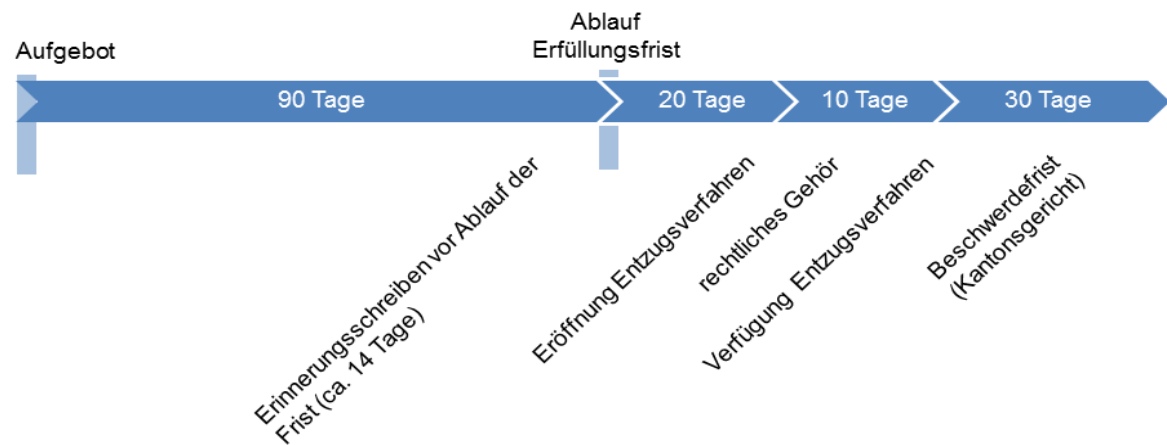 Aufgebot
Ablauf
Erfüllungsfrist
90 Tage
20 Tage
10 Tage
30 Tage
Erinnerungsschreiben vor Ablauf der
Frist (ca. 14 Tage)
Eröffnung Entzugsverfahren
rechtliches Gehör
Verfügung Entzugsverfahren
Beschwerdefrist
(Kantonsgericht)